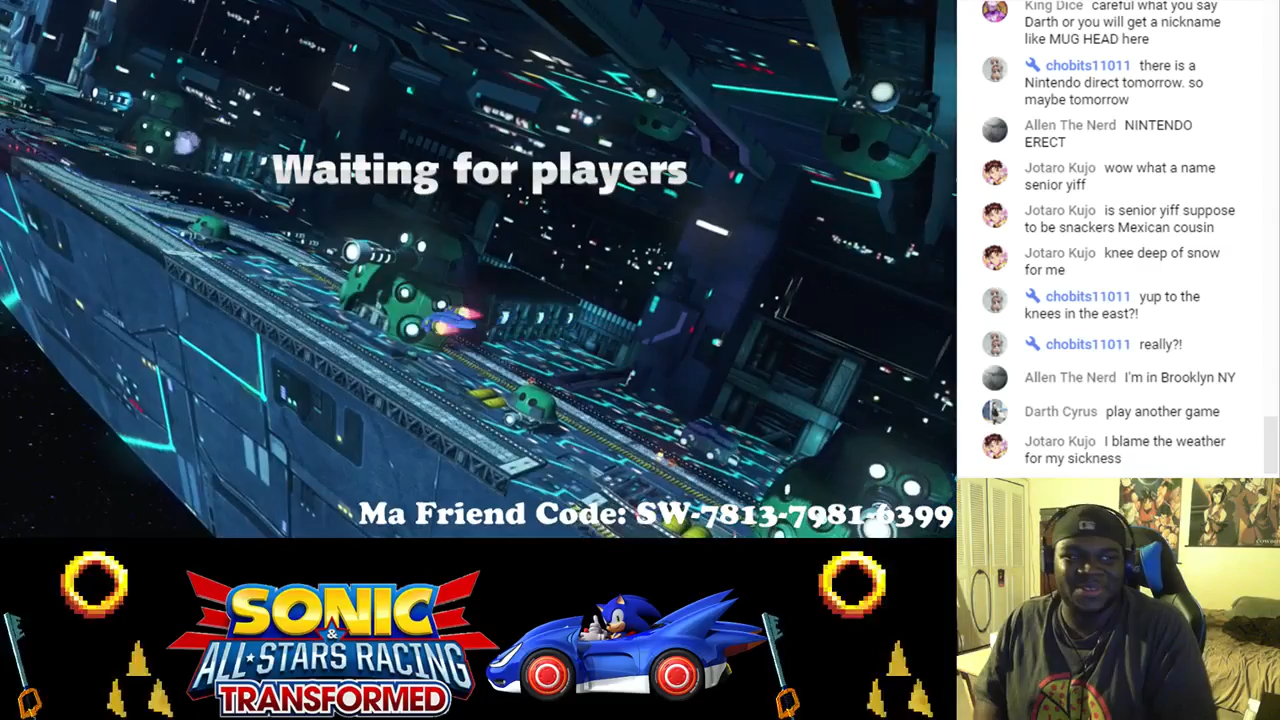 Waiting for players
Ma Friend Code: SW-7813-7981-6399
SONIC
&
ALL★STARS RACING
TRANSFORMED
King Dice careful what you say
Darth or you will get a nickname
like MUG HEAD here
chobits11011 there is a
Nintendo direct tomorrow. so
maybe tomorrow
Allen The Nerd NINTENDO
ERECT
Jotaro Kujo wow what a name
senior yiff
Jotaro Kujo is senior yiff suppose
to be snackers Mexican cousin
Jotaro Kujo knee deep of snow
for me
chobits11011 yup to the
knees in the east?!
chobits11011 really?!
Allen The Nerd I'm in Brooklyn NY
Darth Cyrus play another game
Jotaro Kujo I blame the weather
for my sickness